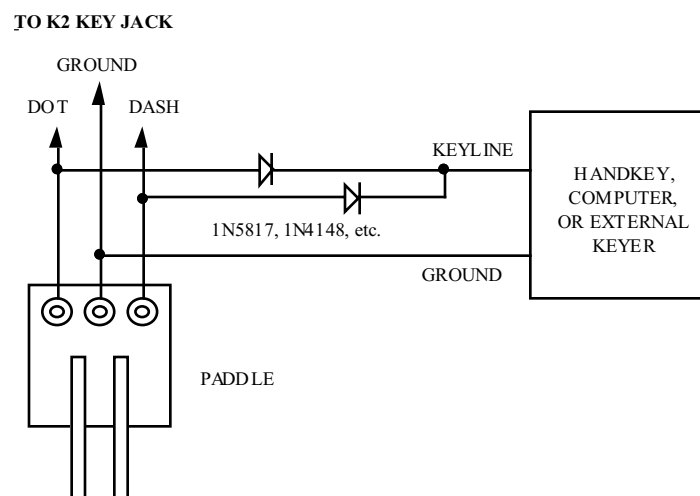 TO K2 KEY JACK
GROUND
DOT
DASH
KEYLINE
HANDKEY,
COMPUTER,
OR EXTERNAL
KEYER
1N5817, 1N4148, etc.
GROUND
PADDLE